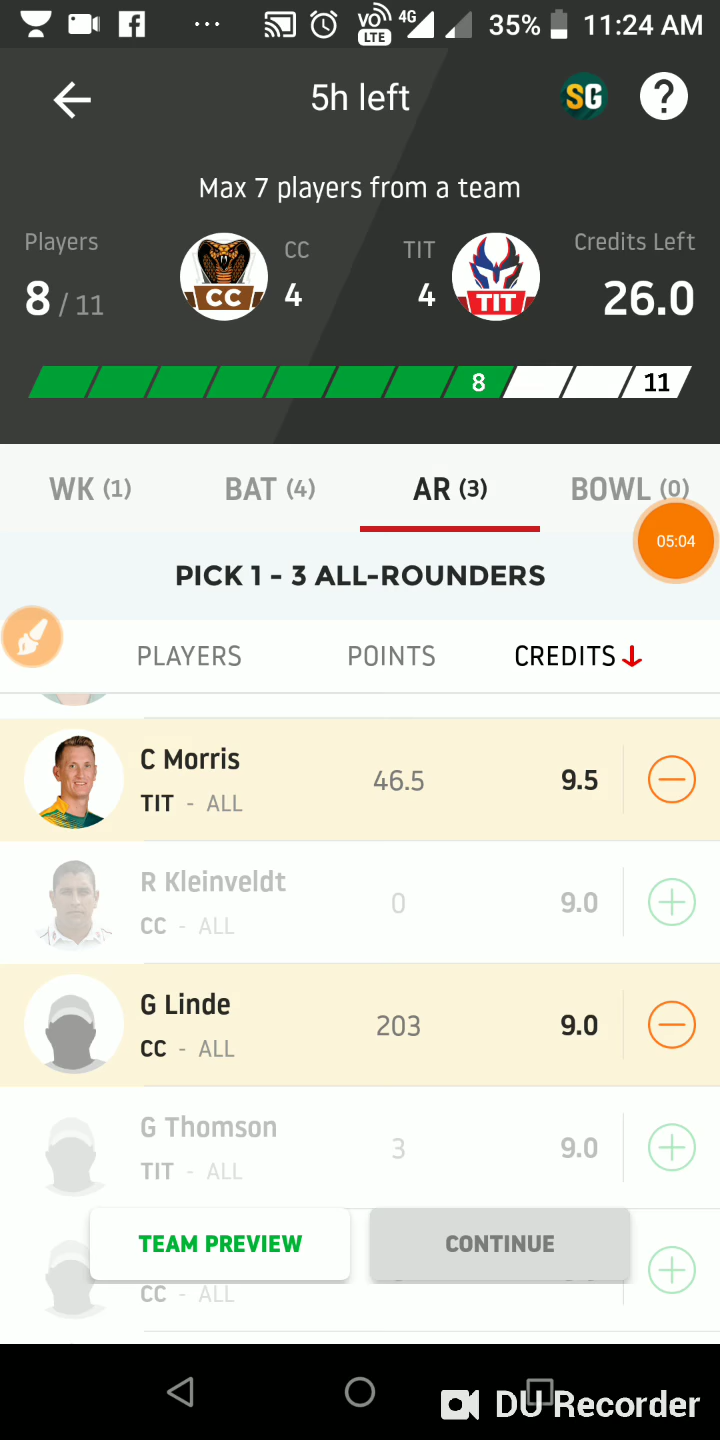 VO LTE 4G 35% 11:24 AM
5h left SG ?
Max 7 players from a team
Players CC TIT Credits Left
8 / 11 CC 4 4 TIT 26.0
8 11
WK (1) BAT (4) AR (3) BOWL (0)
05:04
PICK 1 - 3 ALL-ROUNDERS
PLAYERS POINTS CREDITS
C Morris
TIT - ALL 46.5 9.5
R Kleinveldt
CC - ALL 0 9.0
G Linde
CC - ALL 203 9.0
G Thomson
TIT - ALL 3 9.0
TEAM PREVIEW CONTINUE
CC - ALL
DU Recorder